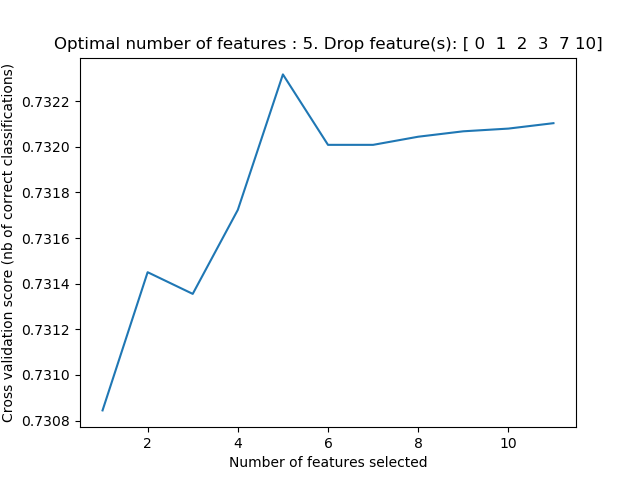 Optimal number of features : 5. Drop feature(s): [ 0  1  2  3  7 10]
Cross validation score (nb of correct classifications)
0.7322
0.7320
0.7318
0.7316
0.7314
0.7312
0.7310
0.7308
2 4 6 8 10
Number of features selected